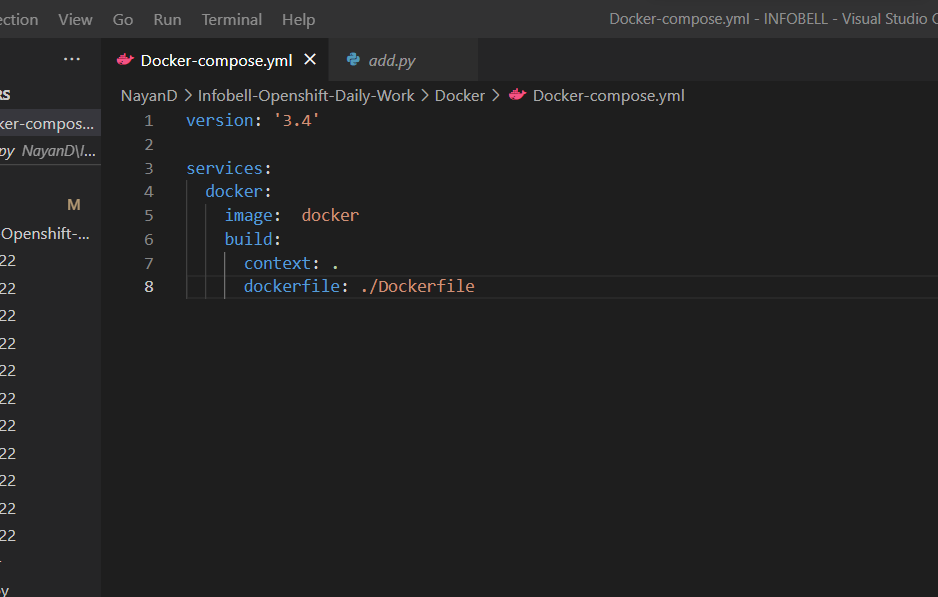 ection View Go Run Terminal Help Docker-compose.yml - INFOBELL - Visual Studio C
... Docker-compose.yml × add.py
RS
NayanD > Infobell-Openshift-Daily-Work > Docker > Docker-compose.yml
ker-compos...
py NayanD\I...
M
Openshift-...
22
22
22
22
22
22
22
22
22
22
22
y
1 version: '3.4'
2
3 services:
4 docker:
5 image:  docker
6 build:
7 context: .
8 dockerfile: ./Dockerfile